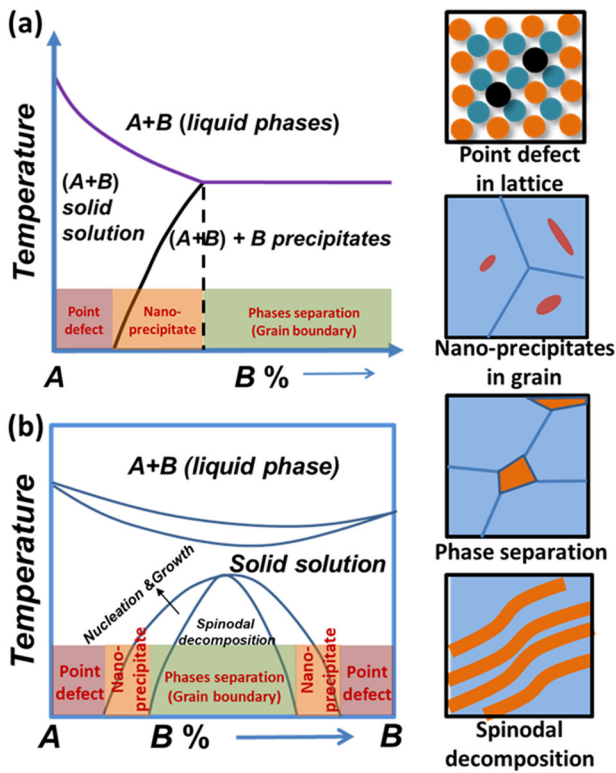 (a)
Temperature
A+B (liquid phases)
(A+B)
solid
solution
(A+B) + B precipitates
Point
defect
Nano-
precipitate
Phases separation
(Grain boundary)
A
B %
Point defect
in lattice
Nano-precipitates
in grain
(b)
Temperature
A+B (liquid phase)
Solid solution
Nucleation &Growth
Spinodal
decomposition
Point
defect
Nano-
precipitate
Phases separation
(Grain boundary)
Nano-
precipitate
Point
defect
A
B %
B
Phase separation
Spinodal
decomposition